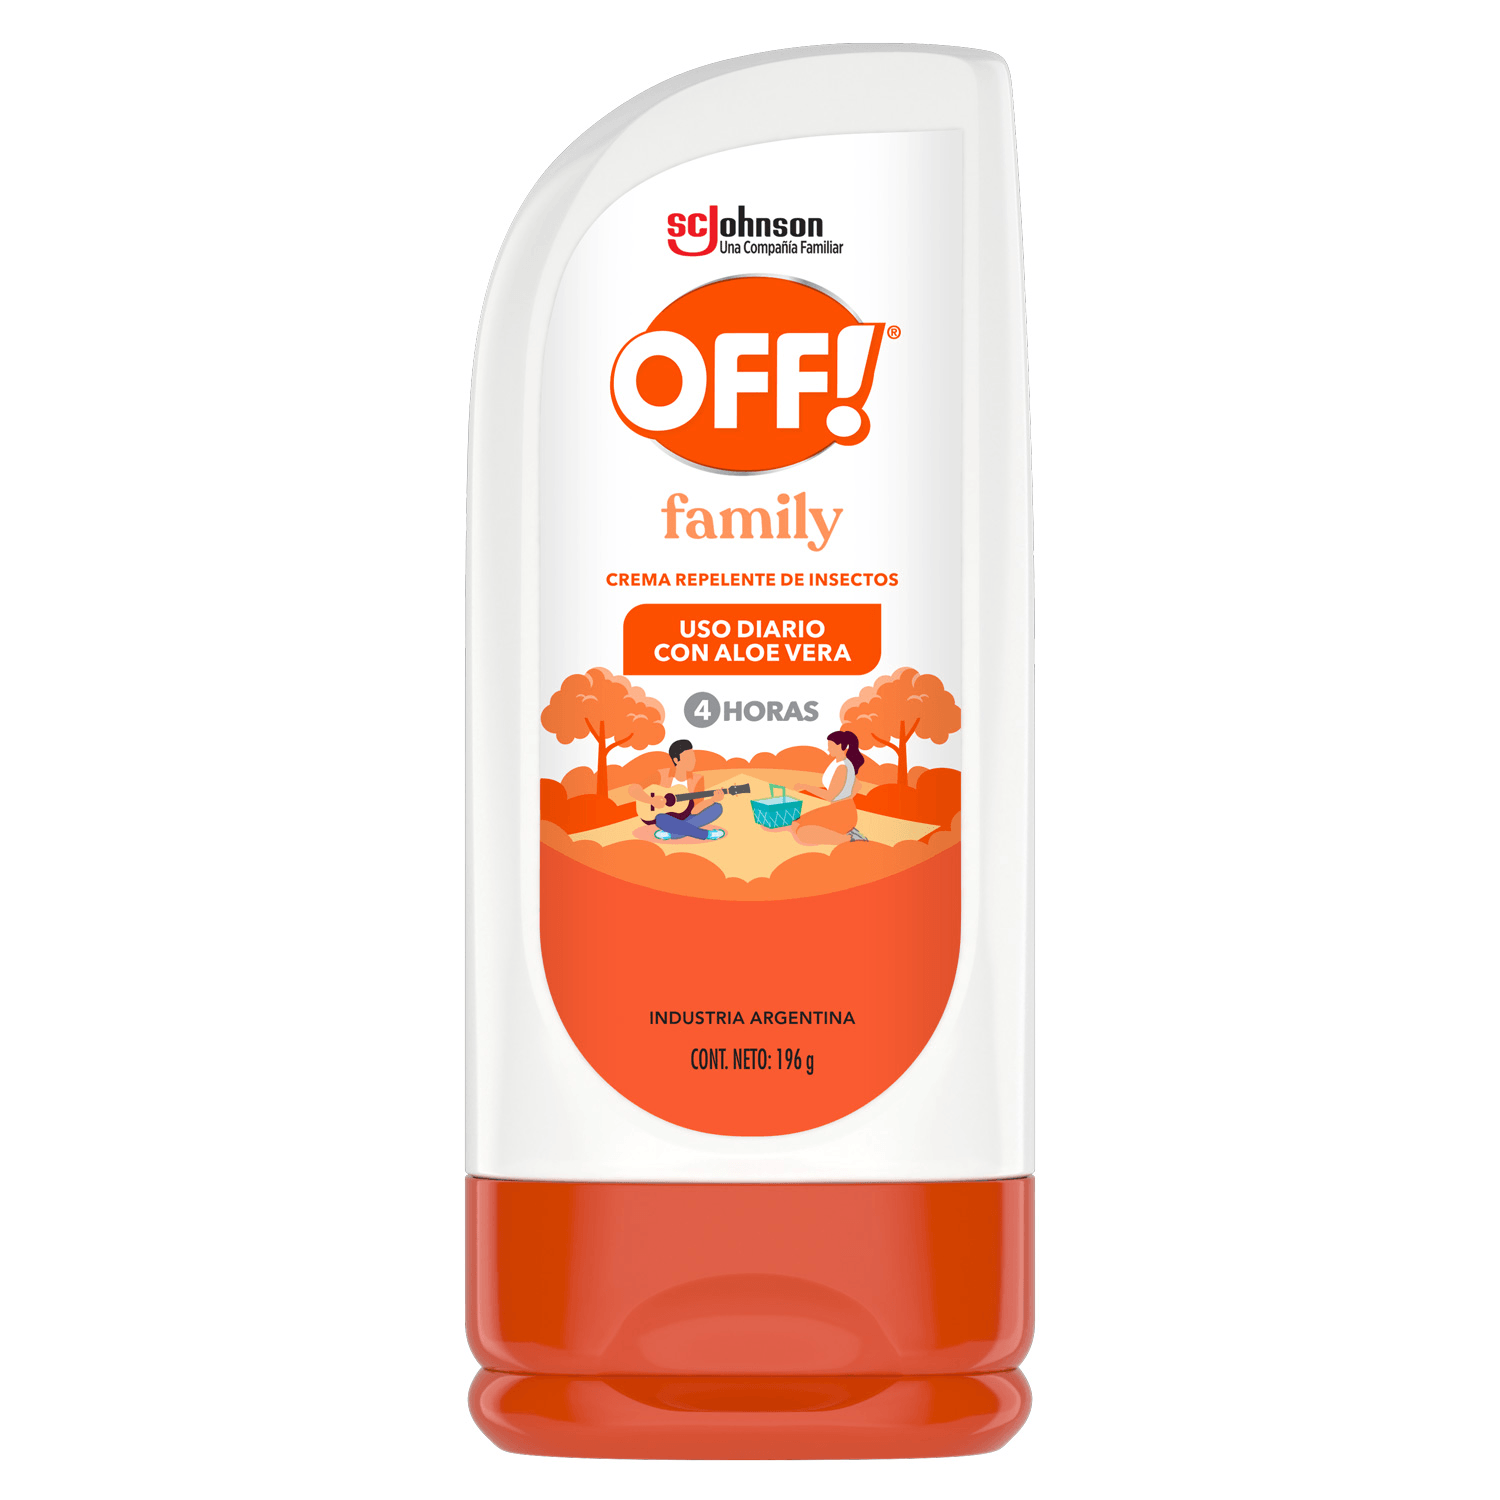 scJohnson
Una Compañía Familiar
OFF!®
family
CREMA REPELENTE DE INSECTOS
USO DIARIO
CON ALOE VERA
4 HORAS
INDUSTRIA ARGENTINA
CONT. NETO: 196 g